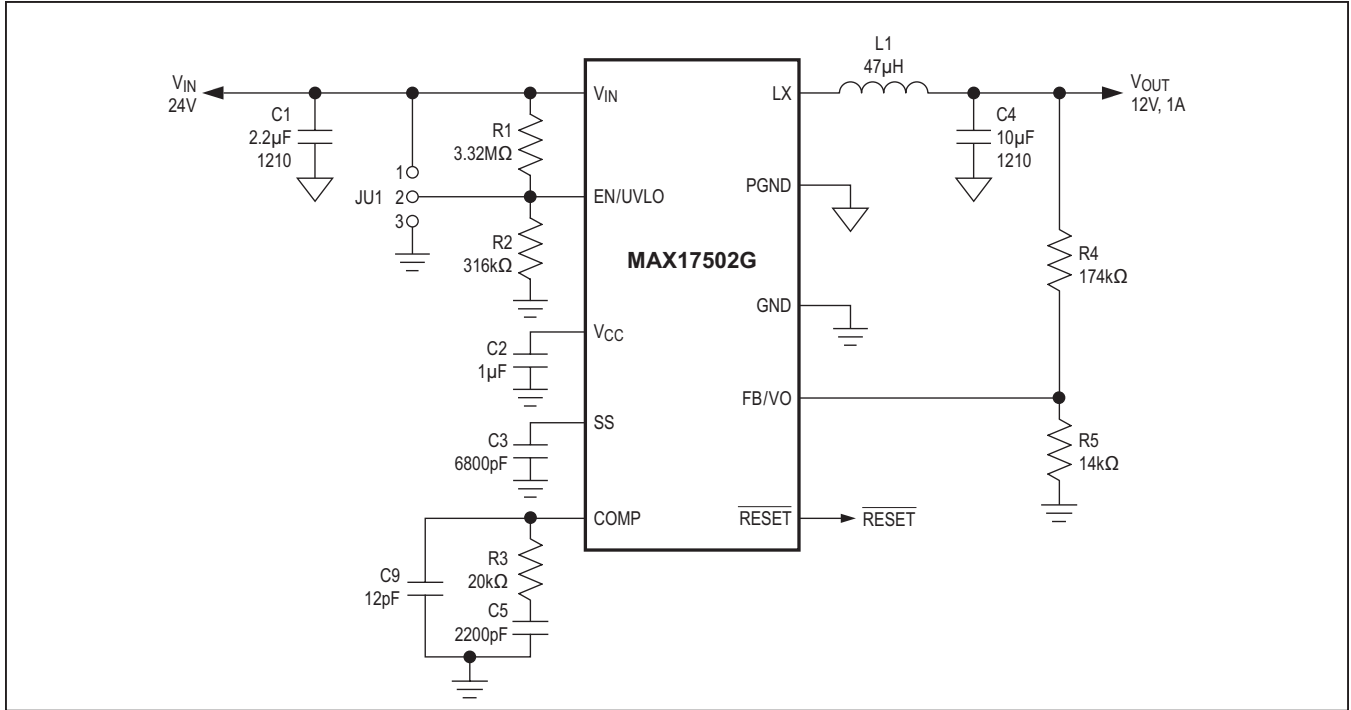 VIN
24V
C1
2.2µF
1210
JU1
1
2
3
R1
3.32MΩ
R2
316kΩ
C2
1µF
C3
6800pF
C9
12pF
R3
20kΩ
C5
2200pF
VIN
EN/UVLO
VCC
SS
COMP
MAX17502G
LX
PGND
GND
FB/VO
RESET
RESET
L1
47µH
C4
10µF
1210
VOUT
12V, 1A
R4
174kΩ
R5
14kΩ